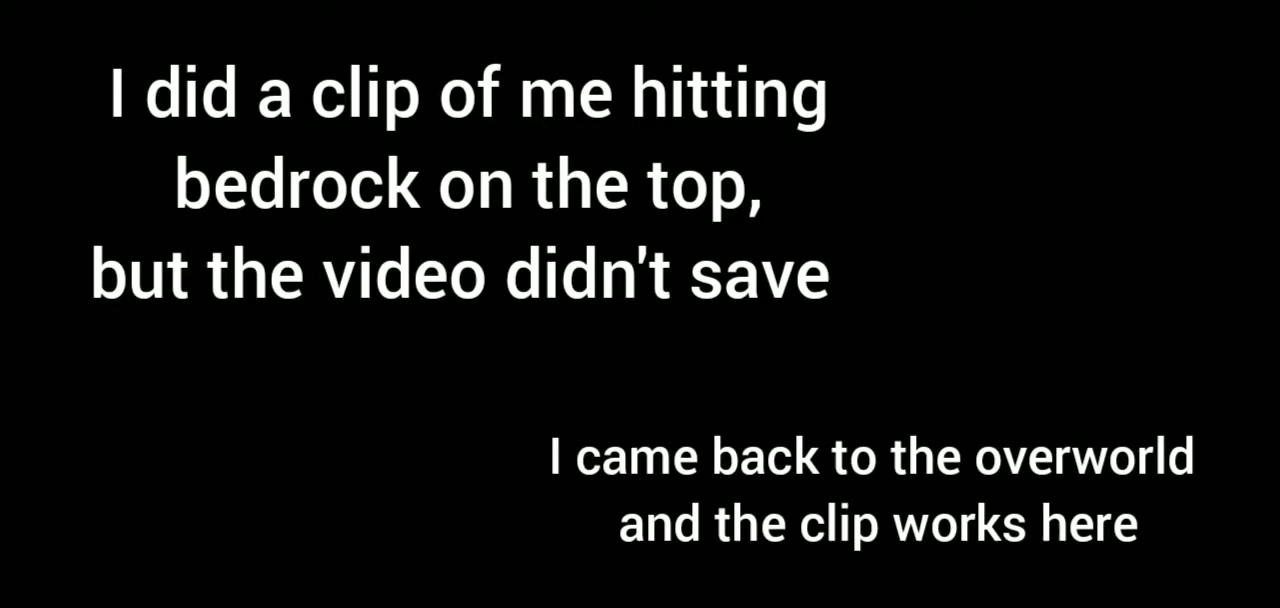 I did a clip of me hitting
bedrock on the top,
but the video didn't save
I came back to the overworld
and the clip works here